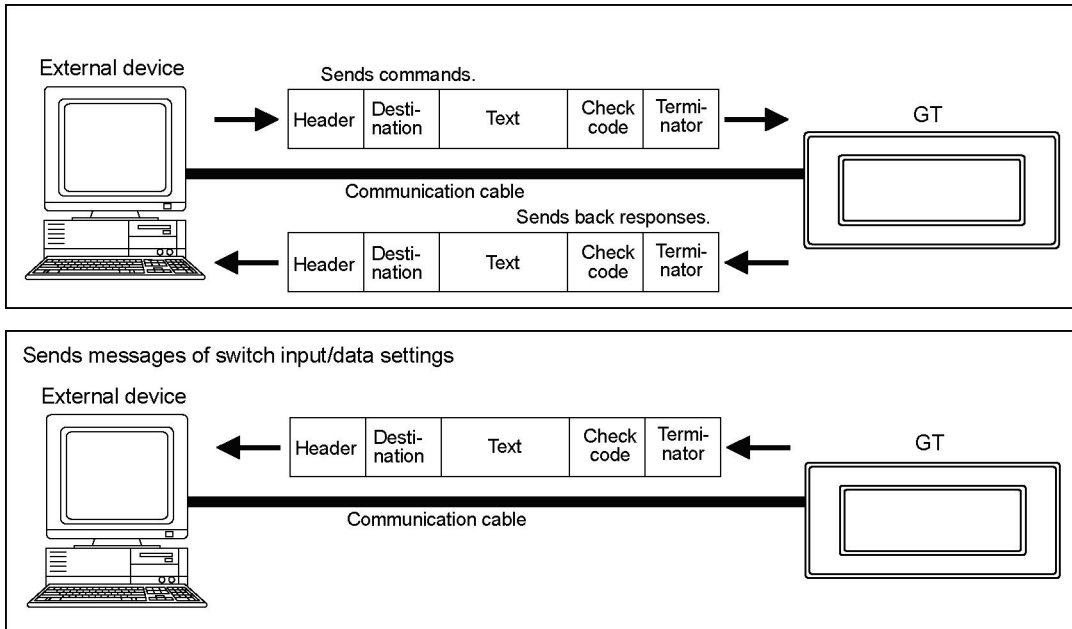 External device
Sends commands.
Header
Desti-
nation
Text
Check
code
Termi-
nator
GT
Communication cable
Sends back responses.
Header
Desti-
nation
Text
Check
code
Termi-
nator
Sends messages of switch input/data settings
External device
Header
Desti-
nation
Text
Check
code
Termi-
nator
GT
Communication cable